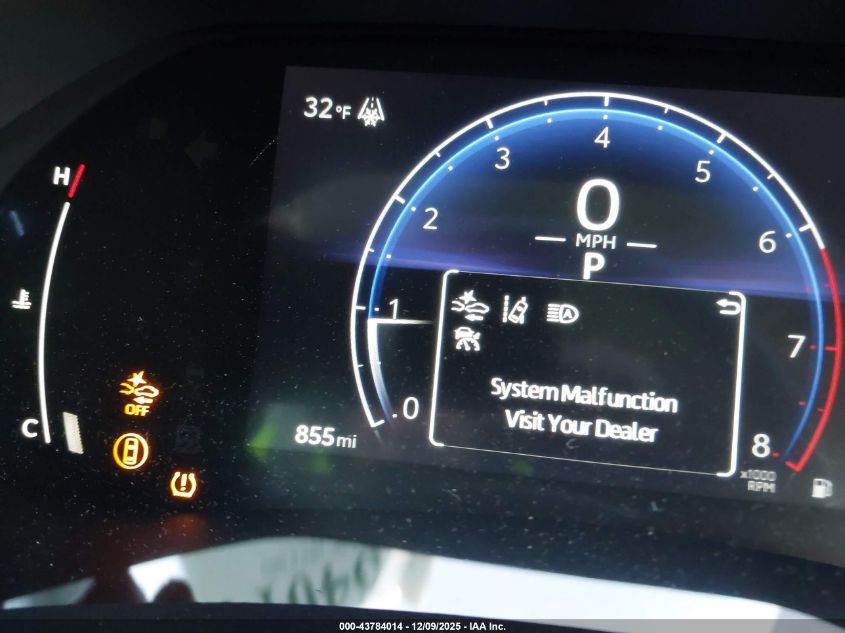 32°F
H
C
OFF
855mi
0
1
2
3
4
5
6
7
8
x1000
RPM
0
MPH
P
System Malfunction
Visit Your Dealer
000-43784014 - 12/09/2025 - IAA Inc.